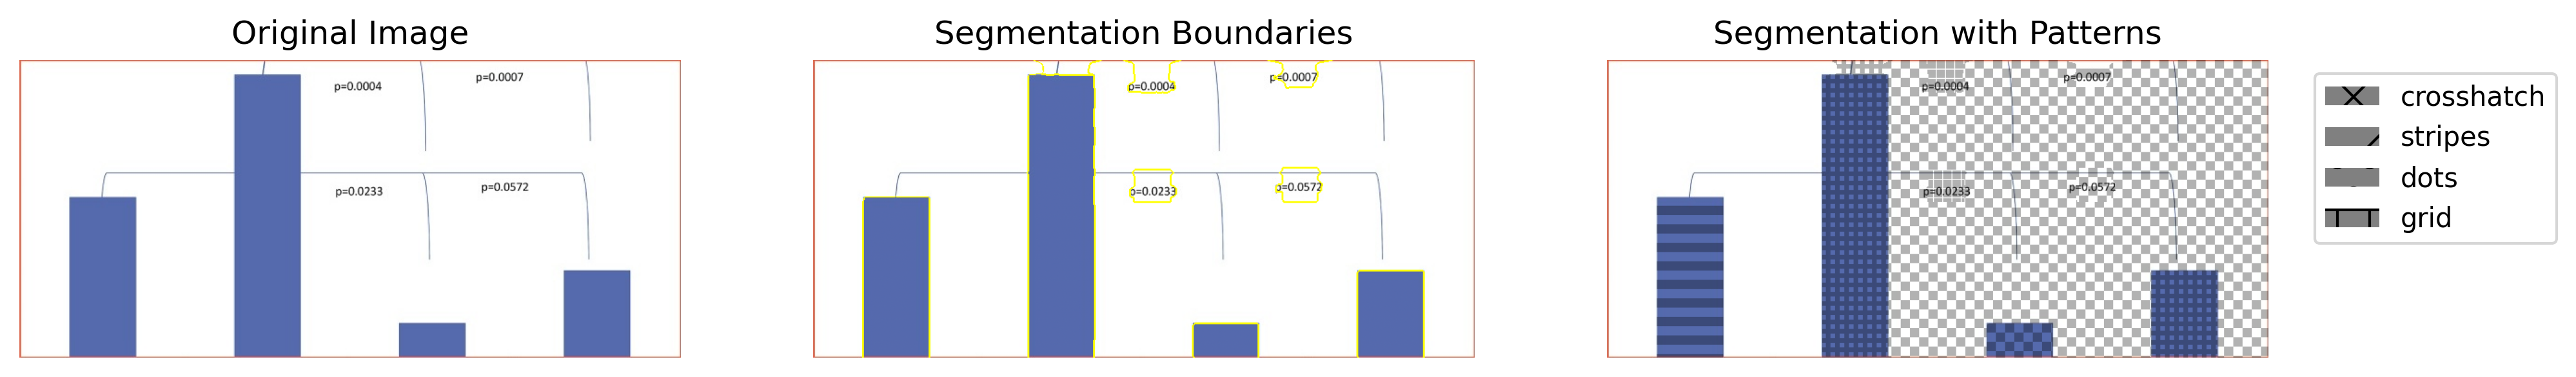 Original Image
p=0.0004
p=0.0007
p=0.0233
p=0.0572
Segmentation Boundaries
p=0.0004
p=0.0007
p=0.0233
p=0.0572
Segmentation with Patterns
p=0.0004
p=0.0007
p=0.0233
p=0.0572
crosshatch
stripes
dots
grid